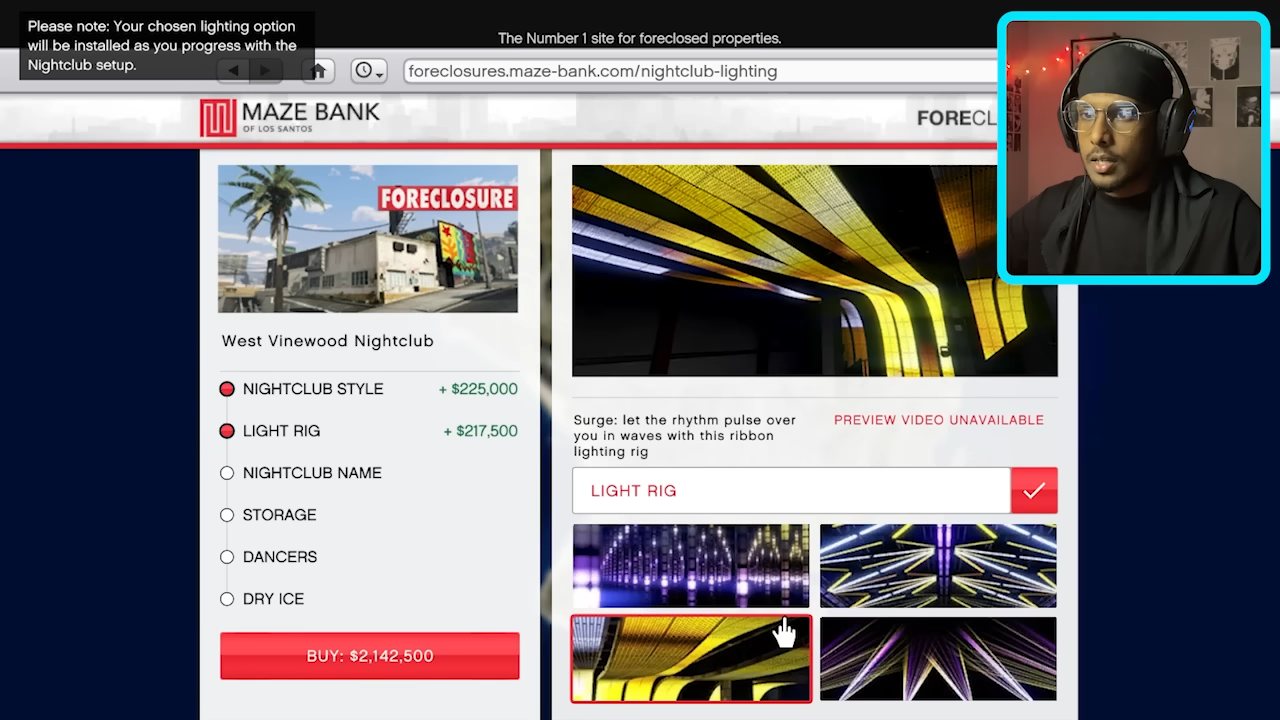 Please note: Your chosen lighting option
will be installed as you progress with the
Nightclub setup.
The Number 1 site for foreclosed properties.
foreclosures.maze-bank.com/nightclub-lighting
MAZE BANK
OF LOS SANTOS
FORECL
FORECLOSURE
West Vinewood Nightclub
NIGHTCLUB STYLE + $225,000
LIGHT RIG + $217,500
NIGHTCLUB NAME
STORAGE
DANCERS
DRY ICE
BUY: $2,142,500
Surge: let the rhythm pulse over
you in waves with this ribbon
lighting rig
PREVIEW VIDEO UNAVAILABLE
LIGHT RIG